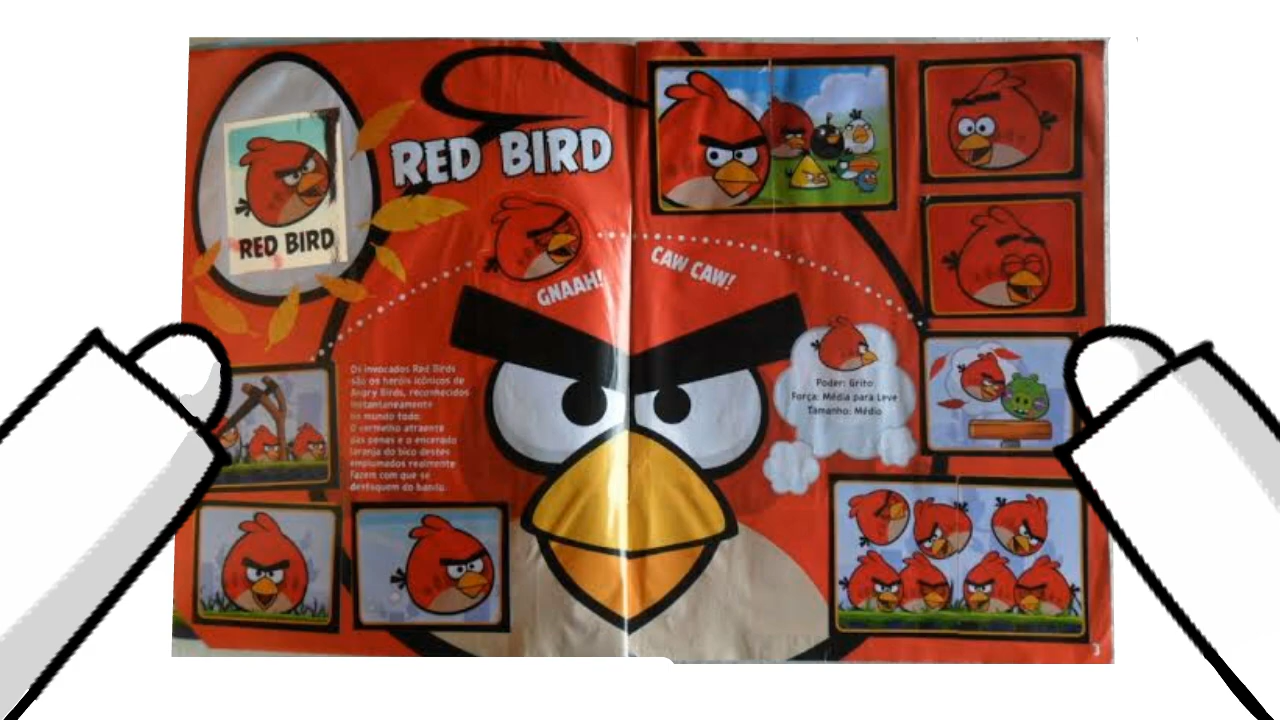 RED BIRD
RED BIRD
GNAAH!
CAW CAW!
Os invocados Red Birds
são os heróis icônicos de
Angry Birds, reconhecidos
instantaneamente
no mundo todo.
O vermelho atraente
das penas e o encerado
laranja do bico destes
emplumados realmente
fazem com que se
destaquem do bando.
Poder: Grito
Força: Média para Leve
Tamanho: Médio
3